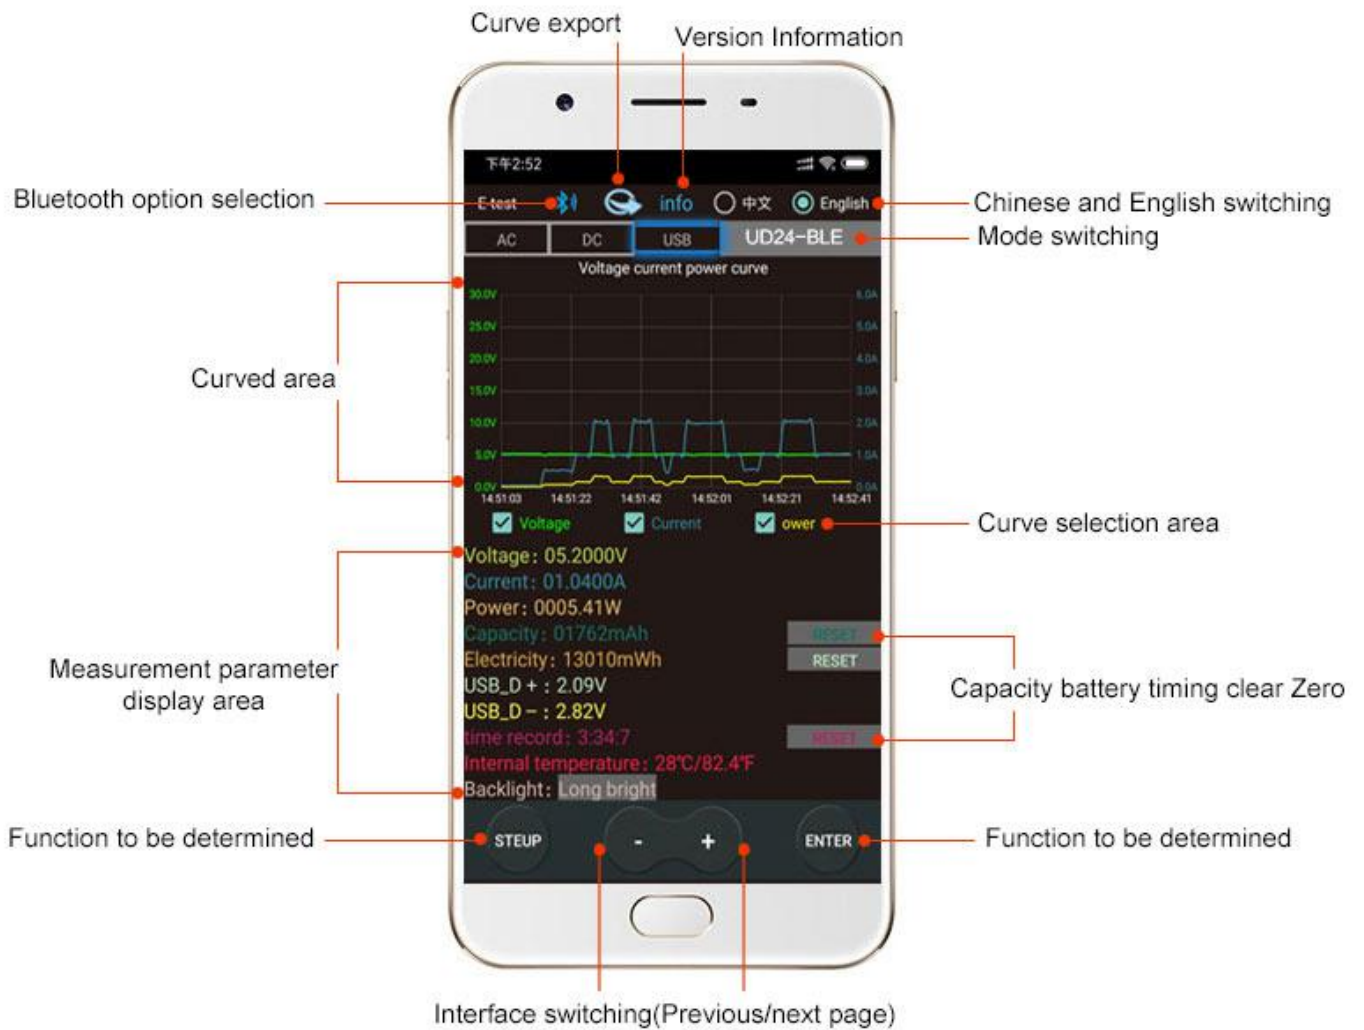 Curve export
Version Information
下午2:52
Bluetooth option selection
E-test info 中文 English
Chinese and English switching
AC DC USB UD24-BLE
Mode switching
Voltage current power curve
30.0V 6.0A
25.0V 5.0A
20.0V 4.0A
Curved area
15.0V 3.0A
10.0V 2.0A
5.0V 1.0A
0.0V 0.0A
14:51:03 14:51:22 14:51:42 14:52:01 14:52:21 14:52:41
Voltage Current ower
Curve selection area
Voltage: 05.2000V
Current: 01.0400A
Power: 0005.41W
Capacity: 01762mAh RESET
Electricity: 13010mWh RESET
Measurement parameter
display area
USB_D+: 2.09V
Capacity battery timing clear Zero
USB_D-: 2.82V
time record: 3:34:7 RESET
Internal temperature: 28℃/82.4℉
Backlight: Long bright
Function to be determined
STEUP - + ENTER
Function to be determined
Interface switching(Previous/next page)